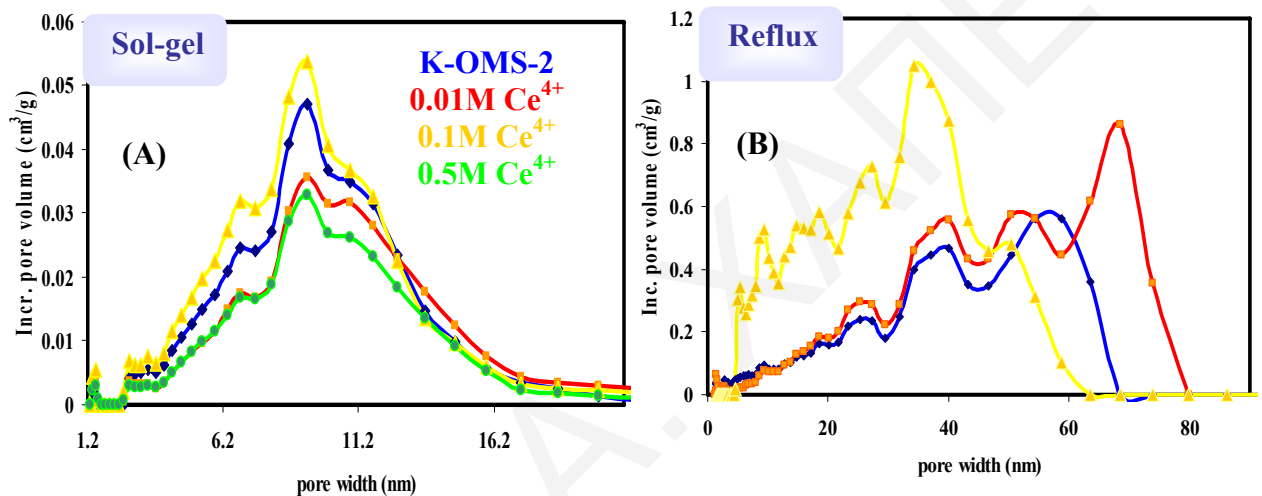 Sol-gel
K-OMS-2
0.01M Ce⁴⁺
0.1M Ce⁴⁺
0.5M Ce⁴⁺
(A)
Incr. pore volume (cm³/g)
0.06
0.05
0.04
0.03
0.02
0.01
0
1.2 6.2 11.2 16.2
pore width (nm)
Reflux
(B)
Inc. pore volume (cm³/g)
1.2
1
0.8
0.6
0.4
0.2
0
0 20 40 60 80
pore width (nm)
Α. ΧΑΠΕ